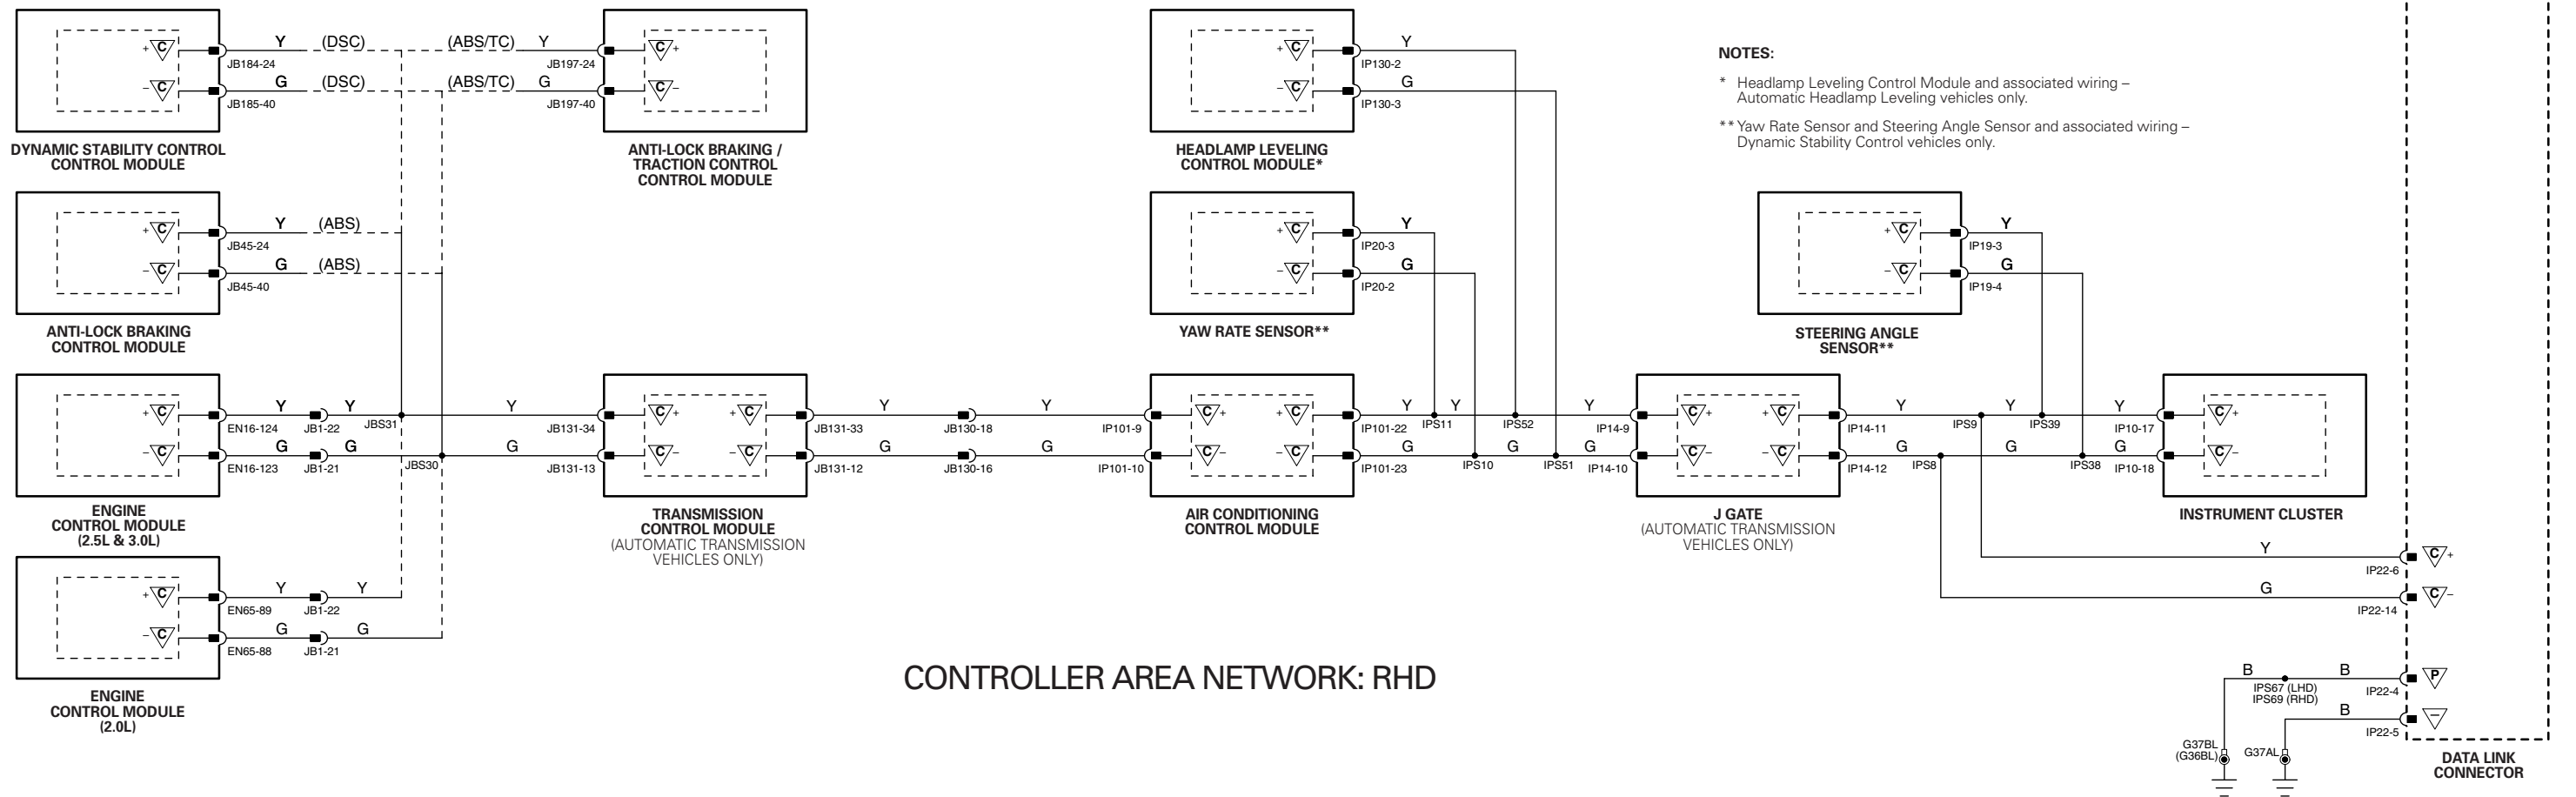 + C Y (DSC) (ABS/TC) Y C +
JB184-24 JB197-24
– C G (DSC) (ABS/TC) G C –
JB185-40 JB197-40
DYNAMIC STABILITY CONTROL
CONTROL MODULE
ANTI-LOCK BRAKING /
TRACTION CONTROL
CONTROL MODULE
+ C Y
IP130-2
– C G
IP130-3
HEADLAMP LEVELING
CONTROL MODULE*
NOTES:
* Headlamp Leveling Control Module and associated wiring –
Automatic Headlamp Leveling vehicles only.
** Yaw Rate Sensor and Steering Angle Sensor and associated wiring –
Dynamic Stability Control vehicles only.
+ C Y (ABS)
JB45-24
– C G (ABS)
JB45-40
ANTI-LOCK BRAKING
CONTROL MODULE
+ C Y
IP20-3
– C G
IP20-2
YAW RATE SENSOR**
+ C Y
IP19-3
– C G
IP19-4
STEERING ANGLE
SENSOR**
+ C Y Y Y C + + C Y Y C + + C Y Y Y C + + C Y Y Y C +
EN16-124 JB1-22 JBS31 JB131-34 JB131-33 JB130-18 IP101-9 IP101-22 IPS11 IPS52 IP14-9 IP14-11 IPS9 IPS39 IP10-17
– C G G G C – – C G G C – – C G G G C – – C G G G C –
EN16-123 JB1-21 JBS30 JB131-13 JB131-12 JB130-16 IP101-10 IP101-23 IPS10 IPS51 IP14-10 IP14-12 IPS8 IPS38 IP10-18
ENGINE
CONTROL MODULE
(2.5L & 3.0L)
TRANSMISSION
CONTROL MODULE
(AUTOMATIC TRANSMISSION
VEHICLES ONLY)
AIR CONDITIONING
CONTROL MODULE
J GATE
(AUTOMATIC TRANSMISSION
VEHICLES ONLY)
INSTRUMENT CLUSTER
Y C +
IP22-6
G C –
IP22-14
+ C Y Y
EN65-89 JB1-22
– C G G
EN65-88 JB1-21
ENGINE
CONTROL MODULE
(2.0L)
CONTROLLER AREA NETWORK: RHD
B B P
IPS67 (LHD)
IPS69 (RHD)
IP22-4
B –
IP22-5
G37BL
(G36BL)
G37AL
DATA LINK
CONNECTOR